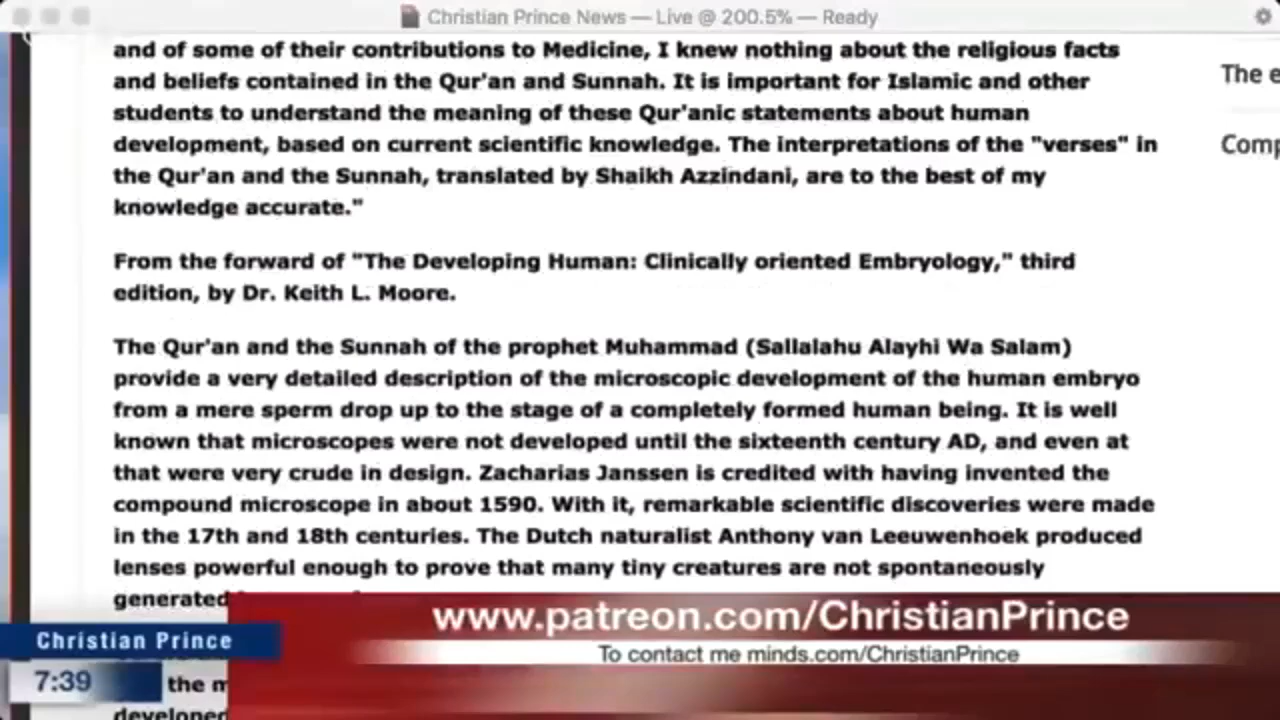 Christian Prince News — Live @ 200.5% — Ready
and of some of their contributions to Medicine, I knew nothing about the religious facts
and beliefs contained in the Qur'an and Sunnah. It is important for Islamic and other
students to understand the meaning of these Qur'anic statements about human
development, based on current scientific knowledge. The interpretations of the "verses" in
the Qur'an and the Sunnah, translated by Shaikh Azzindani, are to the best of my
knowledge accurate."
From the forward of "The Developing Human: Clinically oriented Embryology," third
edition, by Dr. Keith L. Moore.
The Qur'an and the Sunnah of the prophet Muhammad (Sallalahu Alayhi Wa Salam)
provide a very detailed description of the microscopic development of the human embryo
from a mere sperm drop up to the stage of a completely formed human being. It is well
known that microscopes were not developed until the sixteenth century AD, and even at
that were very crude in design. Zacharias Janssen is credited with having invented the
compound microscope in about 1590. With it, remarkable scientific discoveries were made
in the 17th and 18th centuries. The Dutch naturalist Anthony van Leeuwenhoek produced
lenses powerful enough to prove that many tiny creatures are not spontaneously
generated
the m
developed
The e
Comp
www.patreon.com/ChristianPrince
To contact me minds.com/ChristianPrince
Christian Prince
7:39